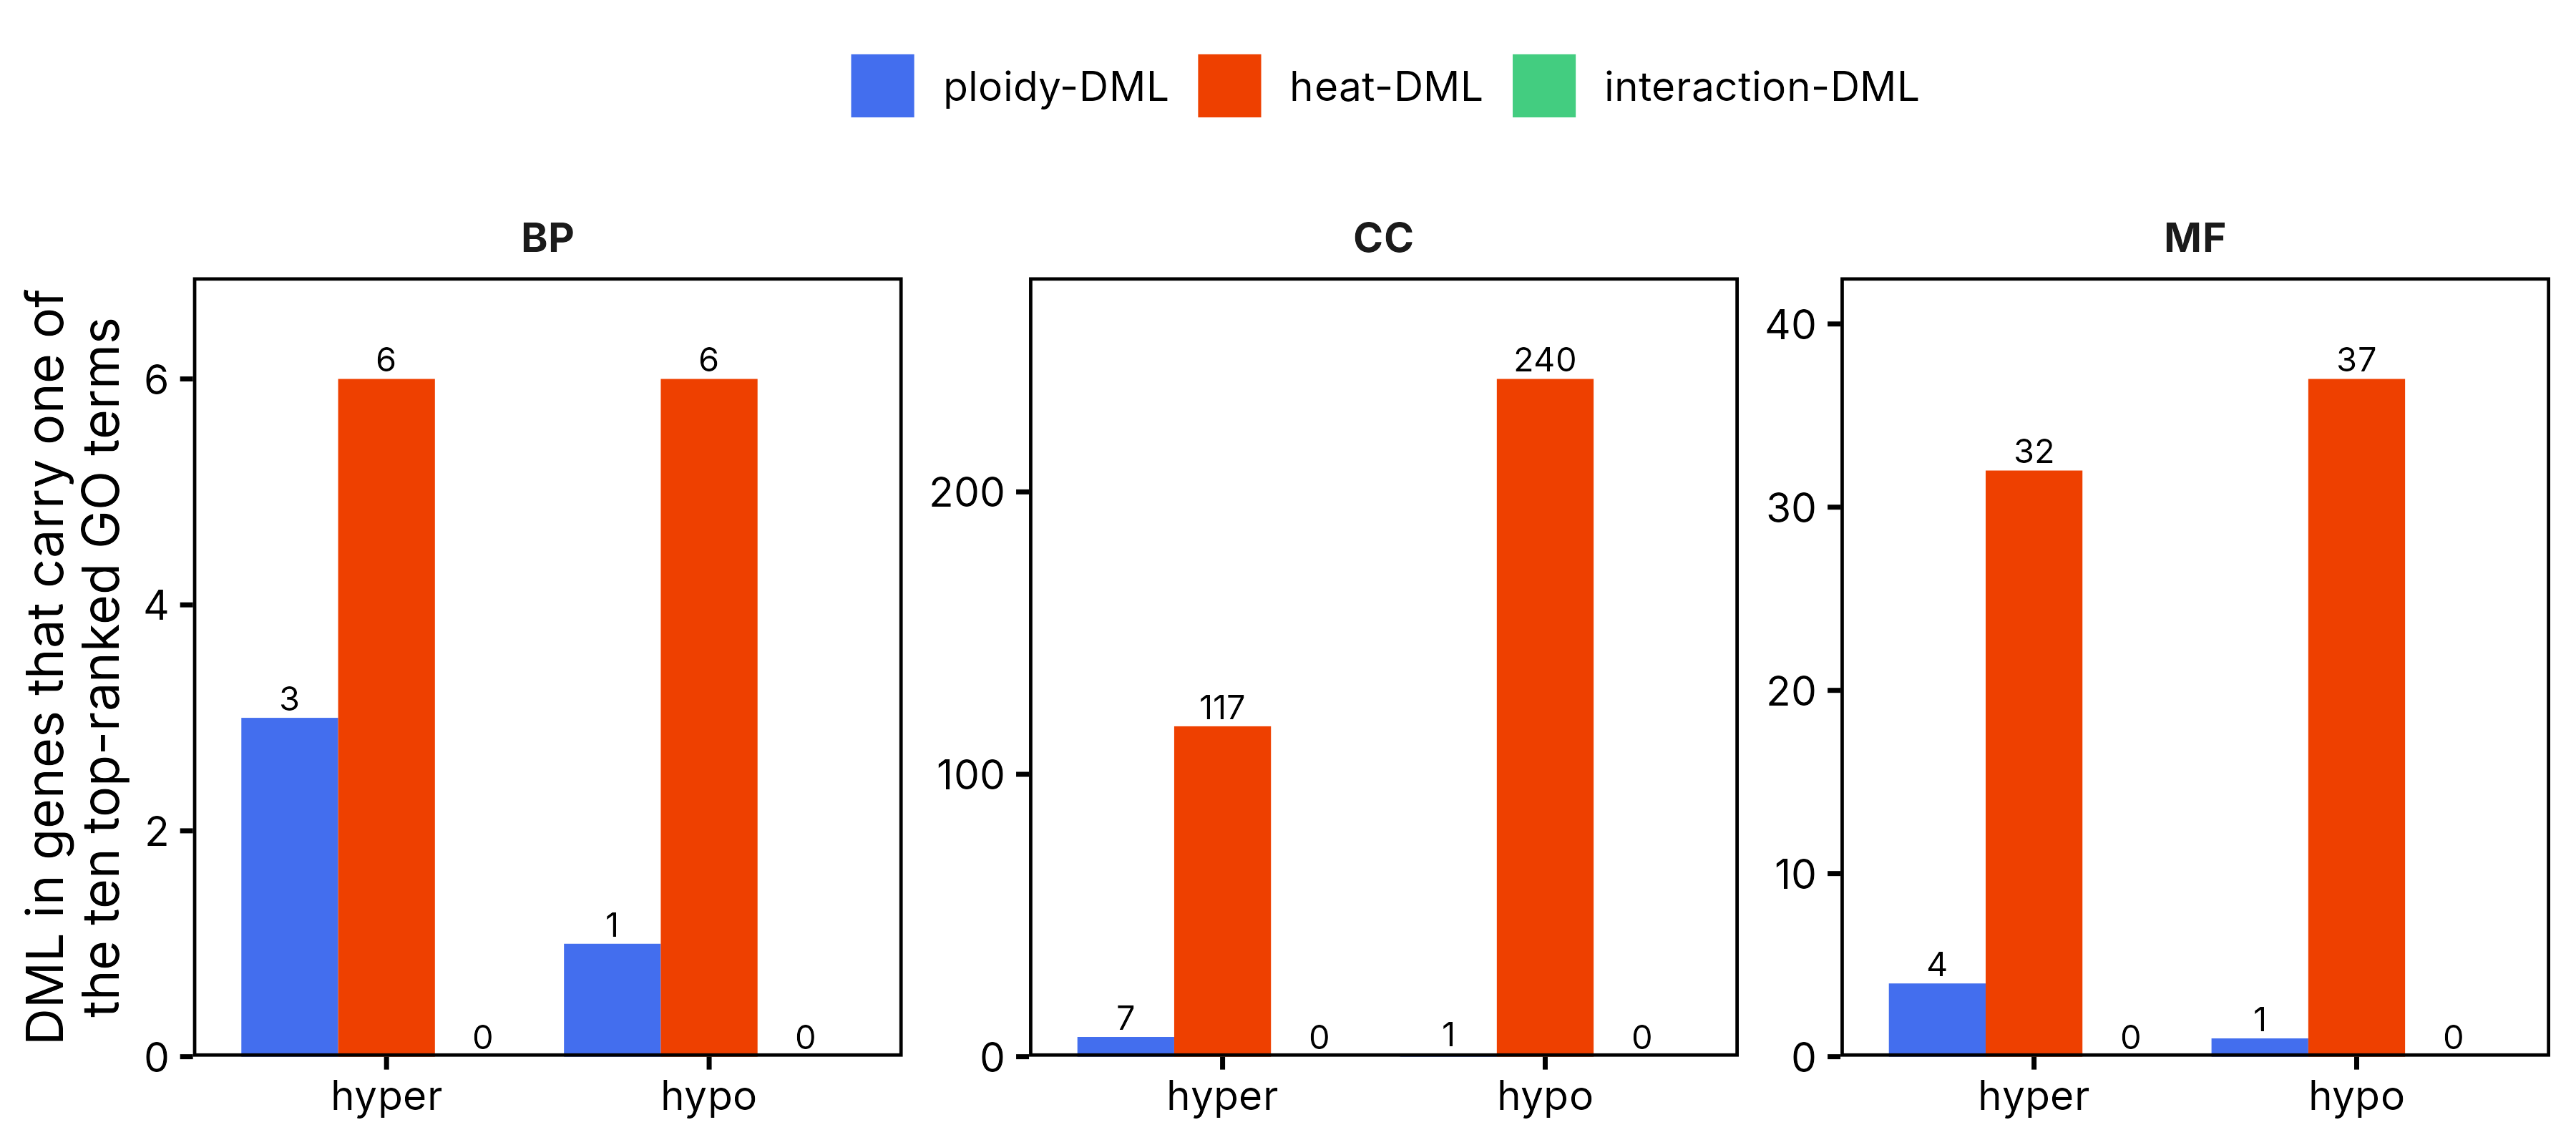 ploidy-DML heat-DML interaction-DML
BP CC MF
DML in genes that carry one of
the ten top-ranked GO terms
6
4
2
0
3 6 0 1 6 0
hyper hypo
200
100
0
7 117 0 1 240 0
hyper hypo
40
30
20
10
0
4 32 0 1 37 0
hyper hypo